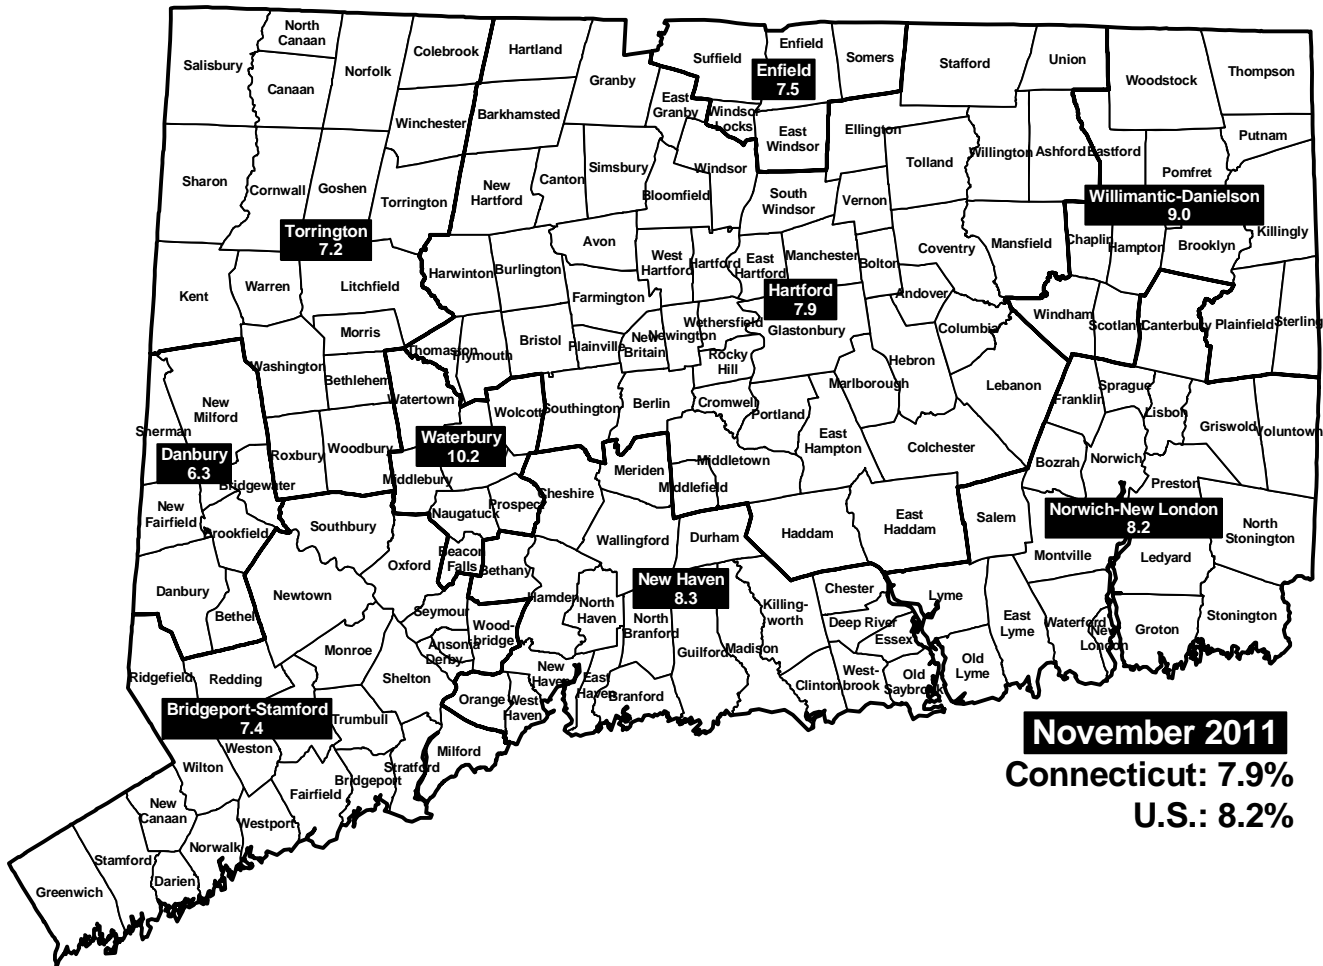 North
Canaan
Colebrook
Hartland
Suffield
Enfield
Somers
Stafford
Union
Salisbury
Norfolk
Granby
Enfield
7.5
Woodstock
Thompson
Canaan
East
Granby
Windsor
Locks
Winchester
Barkhamsted
East
Windsor
Ellington
Putnam
Tolland
Willington
Ashford
Eastford
Sharon
Cornwall
Goshen
Torrington
New
Hartford
Canton
Simsbury
Windsor
Bloomfield
South
Windsor
Vernon
Pomfret
Willimantic-Danielson
9.0
Torrington
7.2
Avon
West
Hartford
Hartford
East
Hartford
Manchester
Bolton
Coventry
Mansfield
Chaplin
Hampton
Brooklyn
Killingly
Kent
Warren
Litchfield
Harwinton
Burlington
Farmington
Hartford
7.9
Andover
Columbia
Windham
Scotland
Canterbury
Plainfield
Sterling
Morris
Thomaston
Plymouth
Bristol
Plainville
New
Britain
Newington
Wethersfield
Glastonbury
Rocky
Hill
Washington
Bethlehem
Watertown
Wolcott
Southington
Berlin
Cromwell
Portland
Marlborough
Hebron
Lebanon
Franklin
Sprague
Lisbon
Griswold
Voluntown
New
Milford
Sherman
Danbury
6.3
Bridgewater
Roxbury
Woodbury
Waterbury
10.2
Middlebury
Meriden
Middletown
Middlefield
East
Hampton
Colchester
Bozrah
Norwich
Preston
Norwich-New London
8.2
New
Fairfield
Brookfield
Southbury
Naugatuck
Prospect
Cheshire
Wallingford
Durham
Haddam
East
Haddam
Salem
Montville
Ledyard
North
Stonington
Danbury
Bethel
Newtown
Oxford
Beacon
Falls
Bethany
Hamden
North
Haven
New Haven
8.3
North
Branford
Killing-
worth
Chester
Deep River
Essex
Lyme
East
Lyme
Waterford
New
London
Groton
Stonington
Seymour
Wood-
bridge
Ansonia
Derby
Monroe
Shelton
Guilford
Madison
Clinton
West-
brook
Old
Saybrook
Old
Lyme
Ridgefield
Redding
Orange
West
Haven
New
Haven
East
Haven
Branford
Bridgeport-Stamford
7.4
Trumbull
Milford
November 2011
Connecticut: 7.9%
U.S.: 8.2%
Wilton
Weston
Fairfield
Bridgeport
Stratford
New
Canaan
Westport
Norwalk
Stamford
Darien
Greenwich